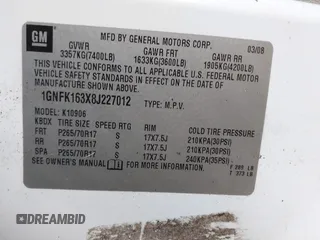 GM
MFD BY GENERAL MOTORS CORP. 03/08
GVWR GAWR FRT GAWR RR
3357KG(7400LB) 1633KG(3600LB) 1905KG(4200LB)
THIS VEHICLE CONFORMS TO ALL APPLICABLE U.S. FEDERAL MOTOR
VEHICLE SAFETY AND THEFT PREVENTION STANDARDS IN EFFECT ON
THE DATE OF MANUFACTURE SHOWN ABOVE.
1GNFK163X8J227012 TYPE: M.P.V.
MODEL: K10906
K8DX TIRE SIZE SPEED RTG RIM COLD TIRE PRESSURE
FRT P265/70R17 S 17X7.5J 210KPA(30PSI)
RR P265/70R17 S 17X7.5J 210KPA(30PSI)
SPA P265/70R17 17X7.5J 240KPA(35PSI)
SEE OWNER'S MANUAL FOR MORE INFORMATION
DREAMBID